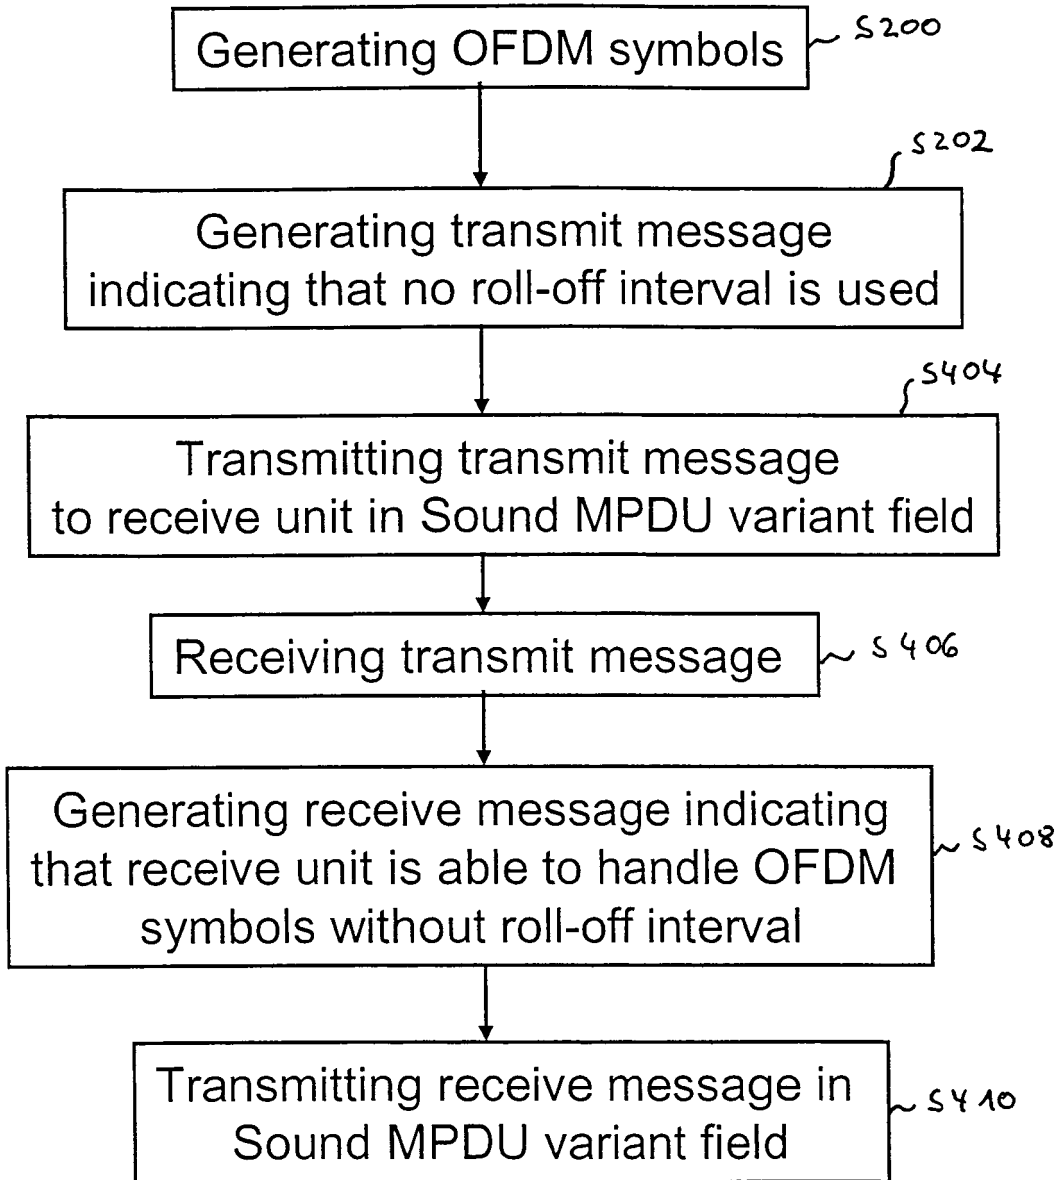 Generating OFDM symbols
S200
S202
Generating transmit message
indicating that no roll-off interval is used
S404
Transmitting transmit message
to receive unit in Sound MPDU variant field
Receiving transmit message
S406
Generating receive message indicating
that receive unit is able to handle OFDM
symbols without roll-off interval
S408
Transmitting receive message in
Sound MPDU variant field
S410